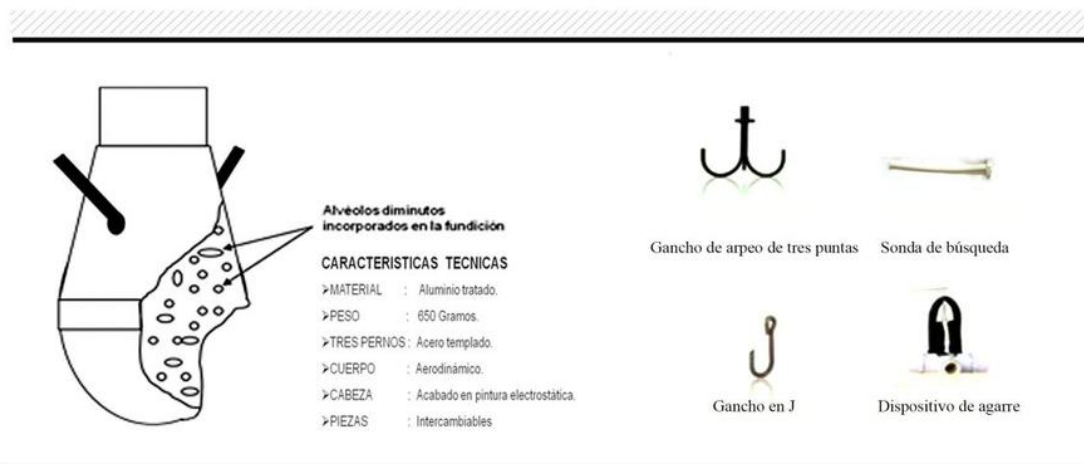 Alvéolos diminutos
incorporados en la fundición
CARACTERISTICAS TECNICAS
➢MATERIAL : Aluminio tratado.
➢PESO : 650 Gramos.
➢TRES PERNOS : Acero templado.
➢CUERPO : Aerodinámico.
➢CABEZA : Acabado en pintura electrostática.
➢PIEZAS : Intercambiables
Gancho de arpeo de tres puntas
Sonda de búsqueda
Gancho en J
Dispositivo de agarre